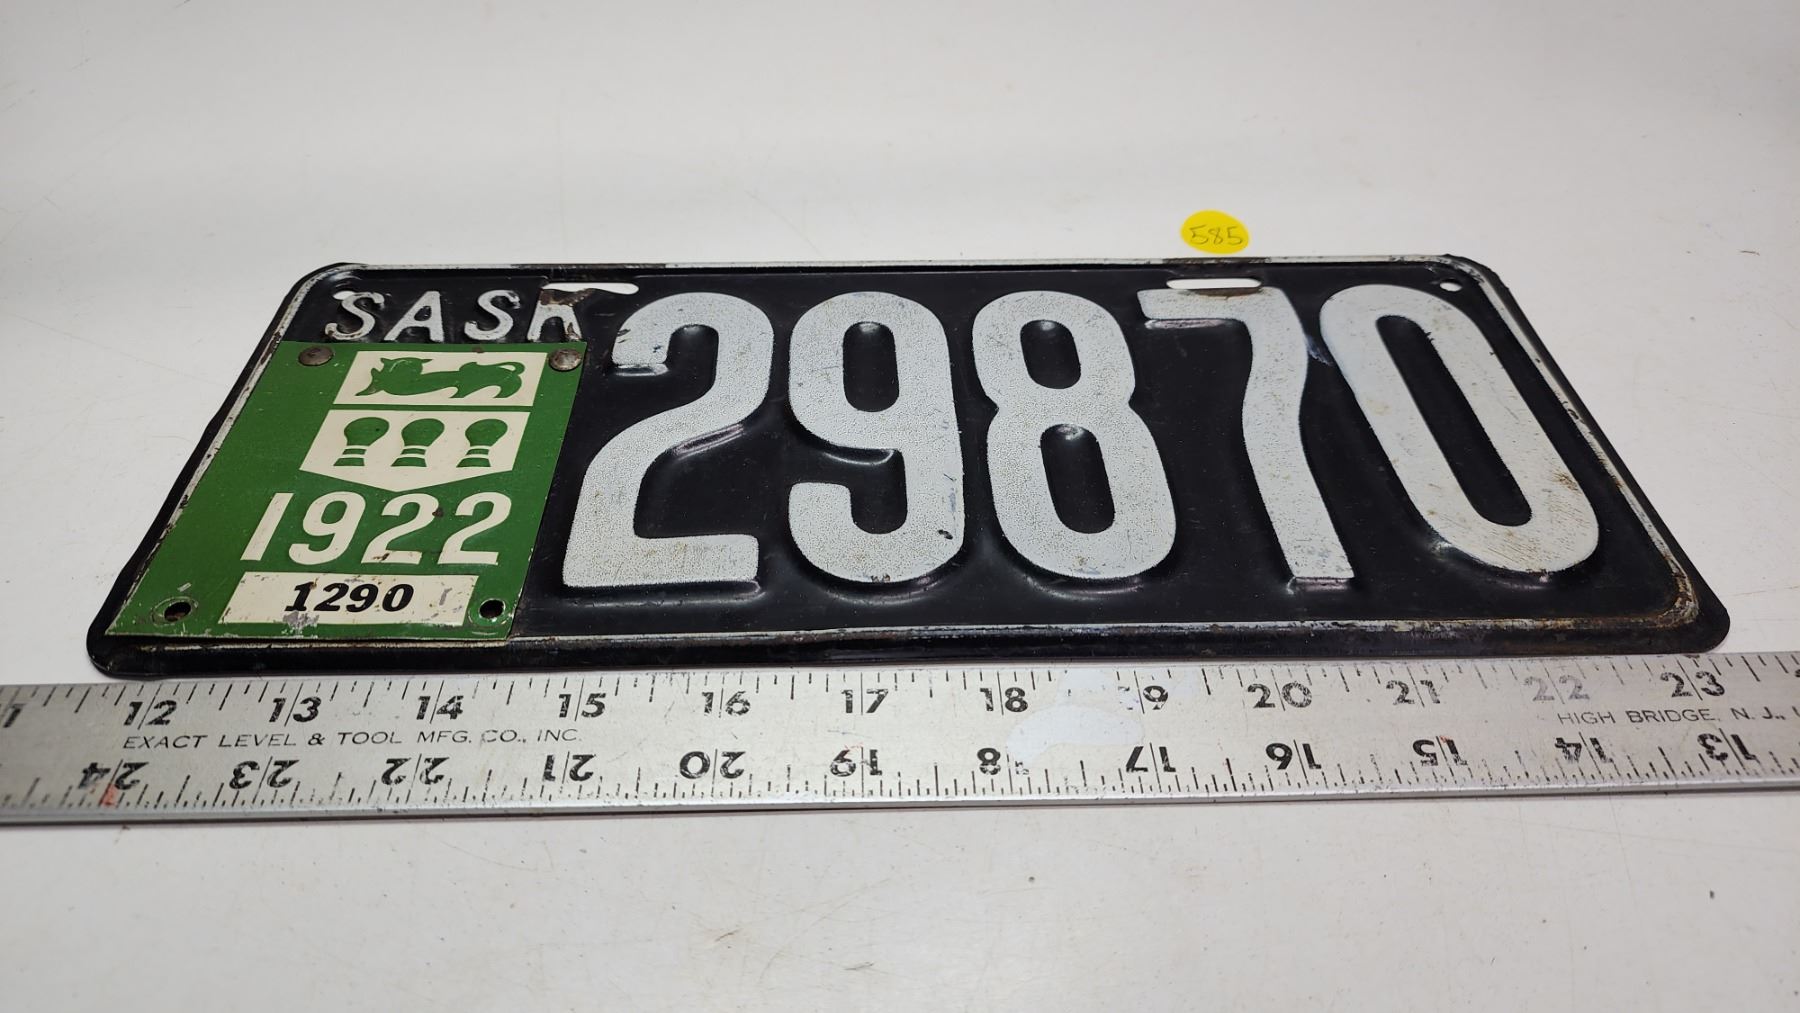 585
SASK
29870
1922
1290
11 12 13 14 15 16 17 18 19 20 21 22 23
EXACT LEVEL & TOOL MFG. CO., INC.
HIGH BRIDGE, N. J.,
24 23 22 21 20 19 18 17 16 15 14 13